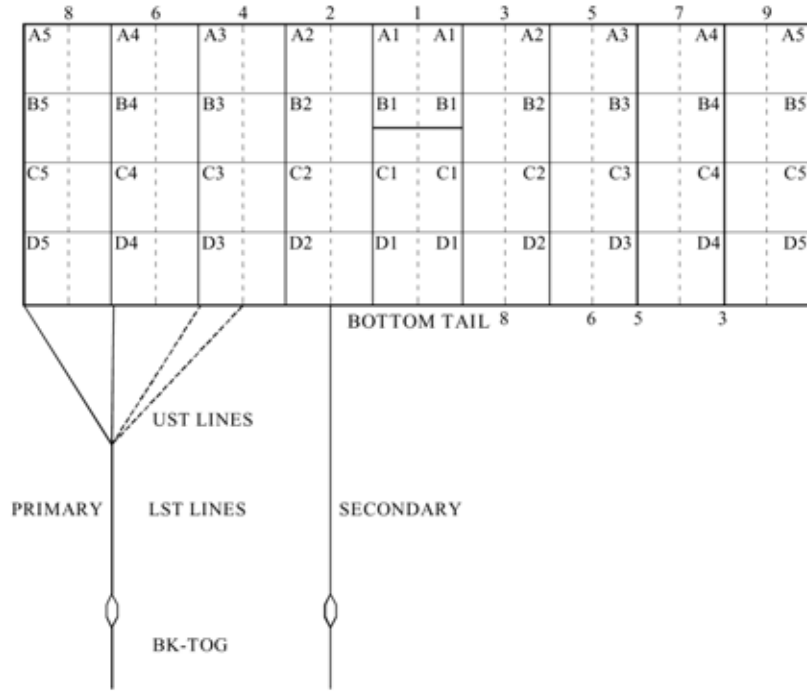 8 6 4 2 1 3 5 7 9
A5 A4 A3 A2 A1 A1 A2 A3 A4 A5
B5 B4 B3 B2 B1 B1 B2 B3 B4 B5
C5 C4 C3 C2 C1 C1 C2 C3 C4 C5
D5 D4 D3 D2 D1 D1 D2 D3 D4 D5
BOTTOM TAIL 8 6 5 3
UST LINES
PRIMARY LST LINES SECONDARY
BK-TOG